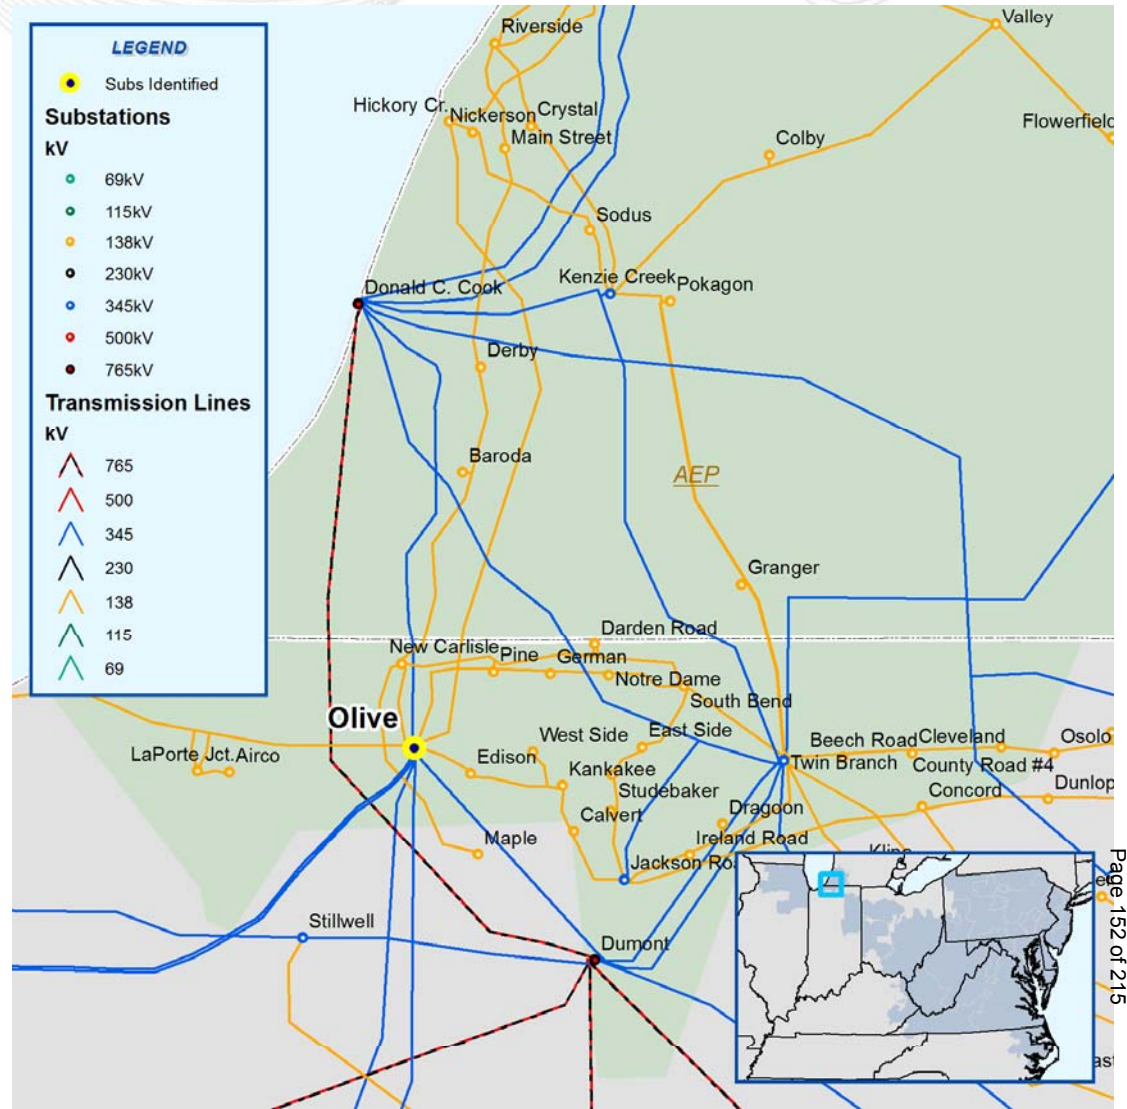 LEGEND
Subs Identified
Substations
kV
69kV
115kV
138kV
230kV
345kV
500kV
765kV
Transmission Lines
kV
765
500
345
230
138
115
69
Riverside
Valley
Hickory Cr.
Nickerson
Crystal
Main Street
Colby
Flowerfield
Sodus
Kenzie Creek
Pokagon
Donald C. Cook
Derby
Baroda
AEP
Granger
Darden Road
New Carlisle
Pine
German
Notre Dame
South Bend
Olive
LaPorte Jct.
Airco
Edison
West Side
East Side
Beech Road
Cleveland
Osolo
Twin Branch
County Road #4
Kankakee
Studebaker
Concord
Dunlop
Calvert
Dragoon
Maple
Ireland Road
Jackson
Stillwell
Dumont
Page 152 of 215